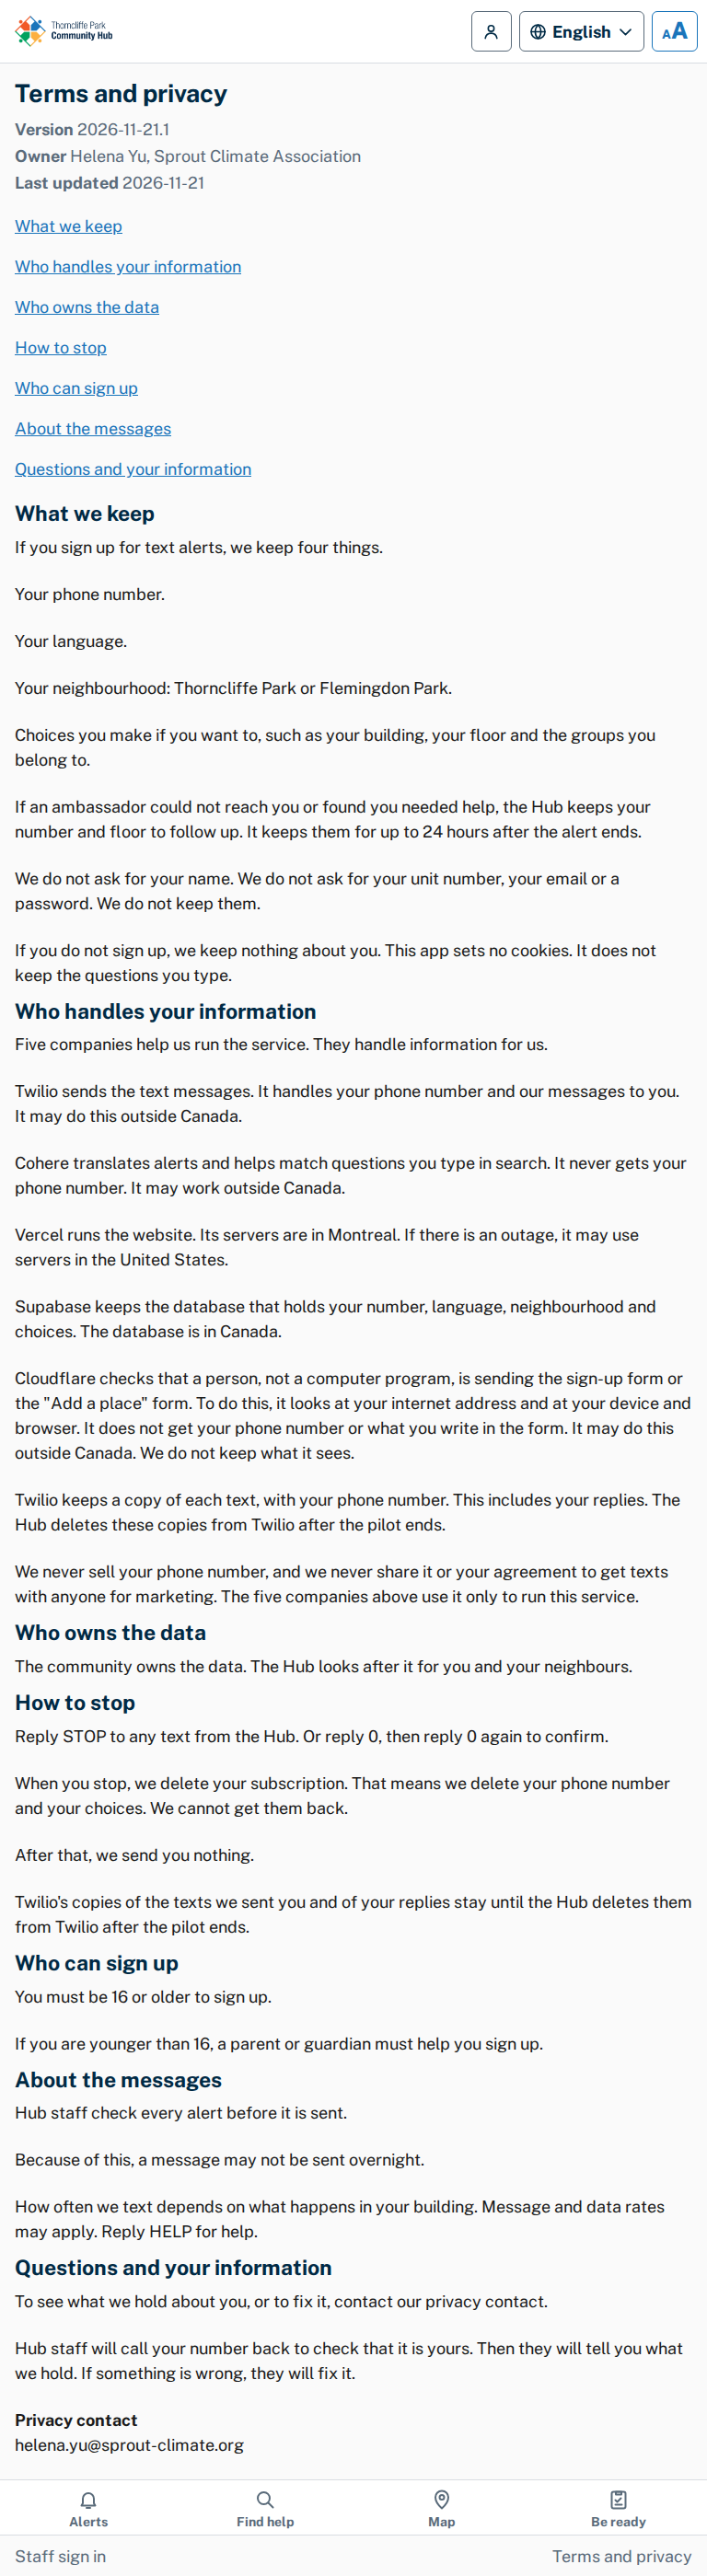 Thorncliffe Park
Community Hub
English
AA
Terms and privacy
Version 2026-11-21.1
Owner Helena Yu, Sprout Climate Association
Last updated 2026-11-21
What we keep
Who handles your information
Who owns the data
How to stop
Who can sign up
About the messages
Questions and your information
What we keep
If you sign up for text alerts, we keep four things.
Your phone number.
Your language.
Your neighbourhood: Thorncliffe Park or Flemingdon Park.
Choices you make if you want to, such as your building, your floor and the groups you
belong to.
If an ambassador could not reach you or found you needed help, the Hub keeps your
number and floor to follow up. It keeps them for up to 24 hours after the alert ends.
We do not ask for your name. We do not ask for your unit number, your email or a
password. We do not keep them.
If you do not sign up, we keep nothing about you. This app sets no cookies. It does not
keep the questions you type.
Who handles your information
Five companies help us run the service. They handle information for us.
Twilio sends the text messages. It handles your phone number and our messages to you.
It may do this outside Canada.
Cohere translates alerts and helps match questions you type in search. It never gets your
phone number. It may work outside Canada.
Vercel runs the website. Its servers are in Montreal. If there is an outage, it may use
servers in the United States.
Supabase keeps the database that holds your number, language, neighbourhood and
choices. The database is in Canada.
Cloudflare checks that a person, not a computer program, is sending the sign-up form or
the "Add a place" form. To do this, it looks at your internet address and at your device and
browser. It does not get your phone number or what you write in the form. It may do this
outside Canada. We do not keep what it sees.
Twilio keeps a copy of each text, with your phone number. This includes your replies. The
Hub deletes these copies from Twilio after the pilot ends.
We never sell your phone number, and we never share it or your agreement to get texts
with anyone for marketing. The five companies above use it only to run this service.
Who owns the data
The community owns the data. The Hub looks after it for you and your neighbours.
How to stop
Reply STOP to any text from the Hub. Or reply 0, then reply 0 again to confirm.
When you stop, we delete your subscription. That means we delete your phone number
and your choices. We cannot get them back.
After that, we send you nothing.
Twilio's copies of the texts we sent you and of your replies stay until the Hub deletes them
from Twilio after the pilot ends.
Who can sign up
You must be 16 or older to sign up.
If you are younger than 16, a parent or guardian must help you sign up.
About the messages
Hub staff check every alert before it is sent.
Because of this, a message may not be sent overnight.
How often we text depends on what happens in your building. Message and data rates
may apply. Reply HELP for help.
Questions and your information
To see what we hold about you, or to fix it, contact our privacy contact.
Hub staff will call your number back to check that it is yours. Then they will tell you what
we hold. If something is wrong, they will fix it.
Privacy contact
helena.yu@sprout-climate.org
Alerts
Find help
Map
Be ready
Staff sign in
Terms and privacy